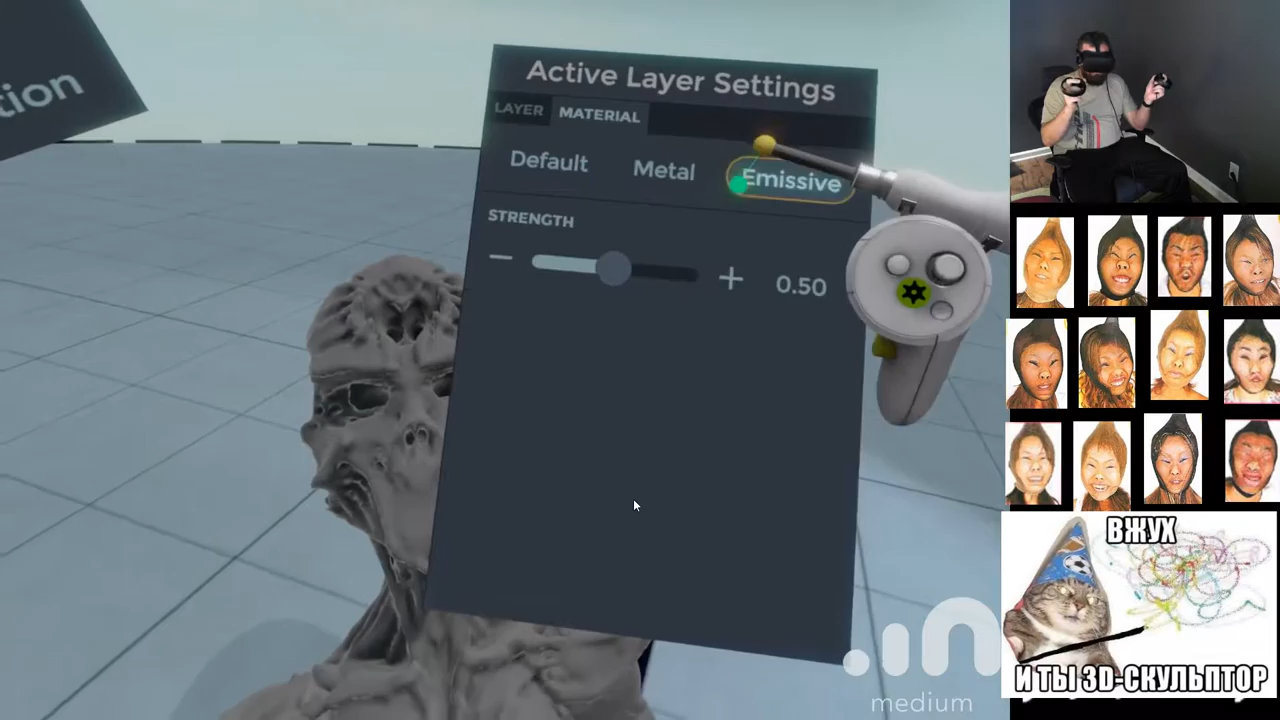 tion
Active Layer Settings
LAYER MATERIAL
Default Metal Emissive
STRENGTH
− + 0.50
medium
ВЖУХ
И ТЫ 3D-СКУЛЬПТОР